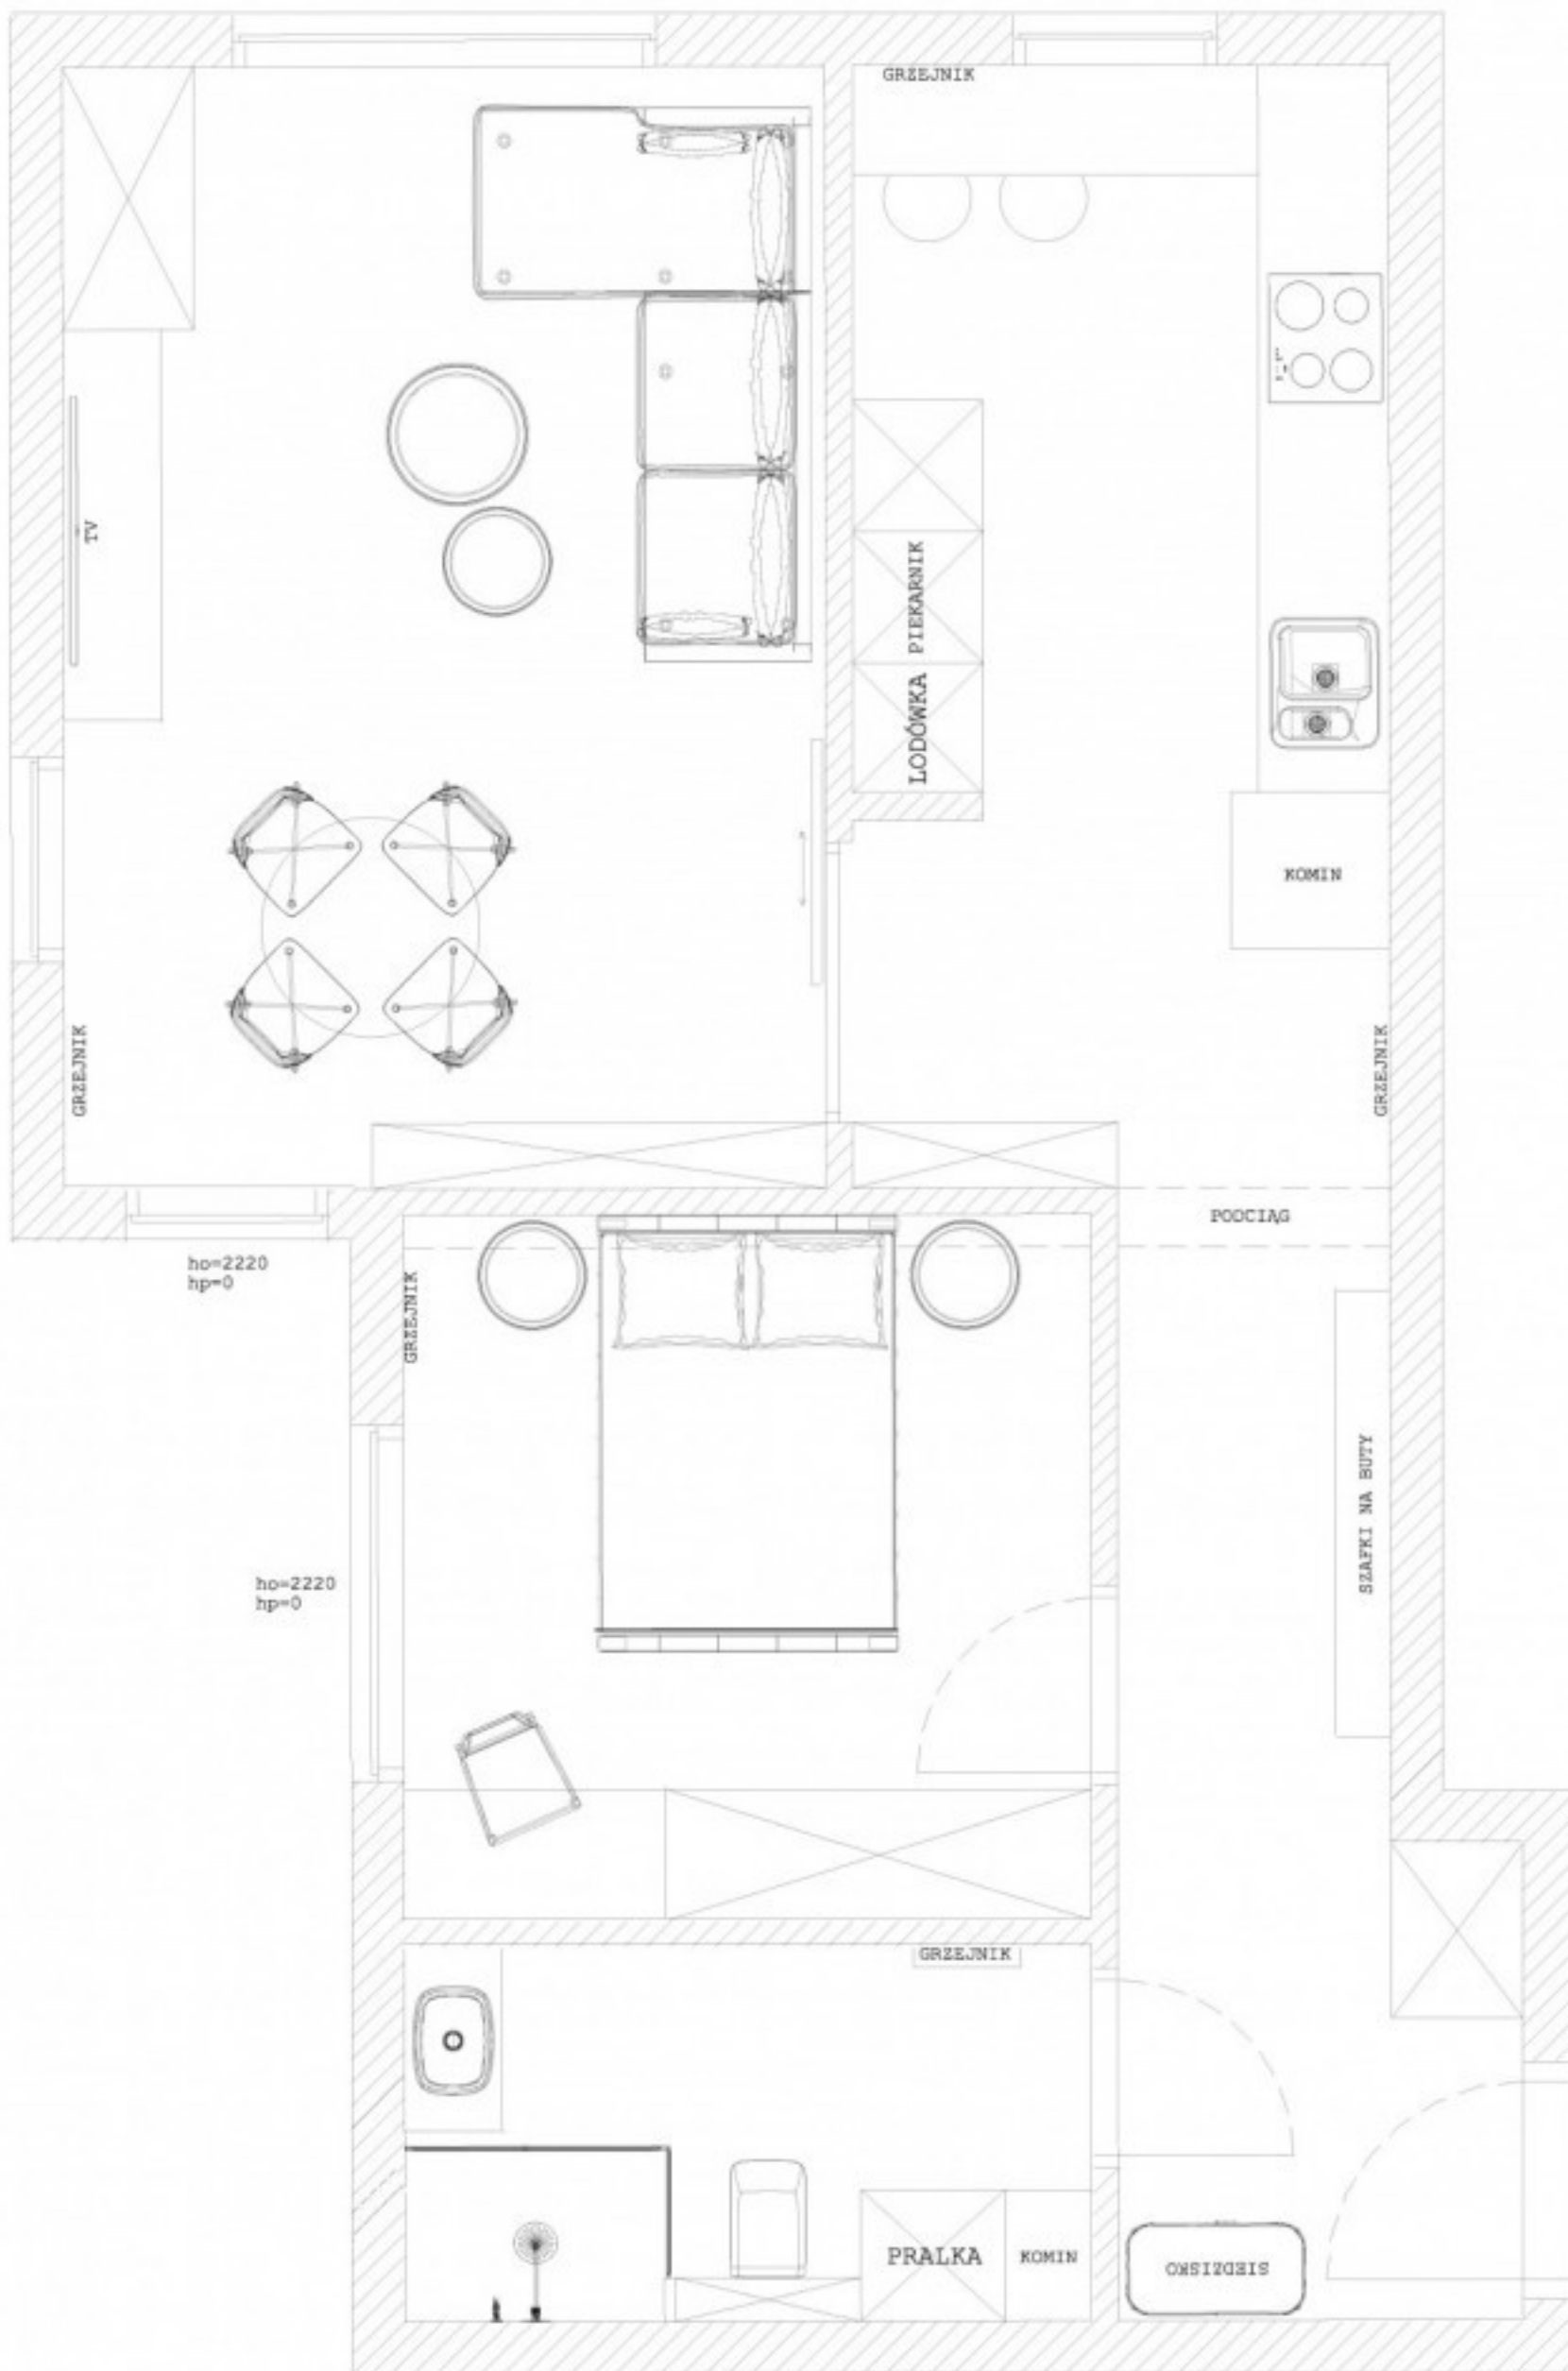 GRZEJNIK
TV
PIEKARNIK
LODÓWKA
KOMIN
GRZEJNIK
GRZEJNIK
PODCIĄG
ho=2220
hp=0
GRZEJNIK
SZAFKI NA BUTY
ho=2220
hp=0
GRZEJNIK
PRALKA
KOMIN
SIEDZISKO